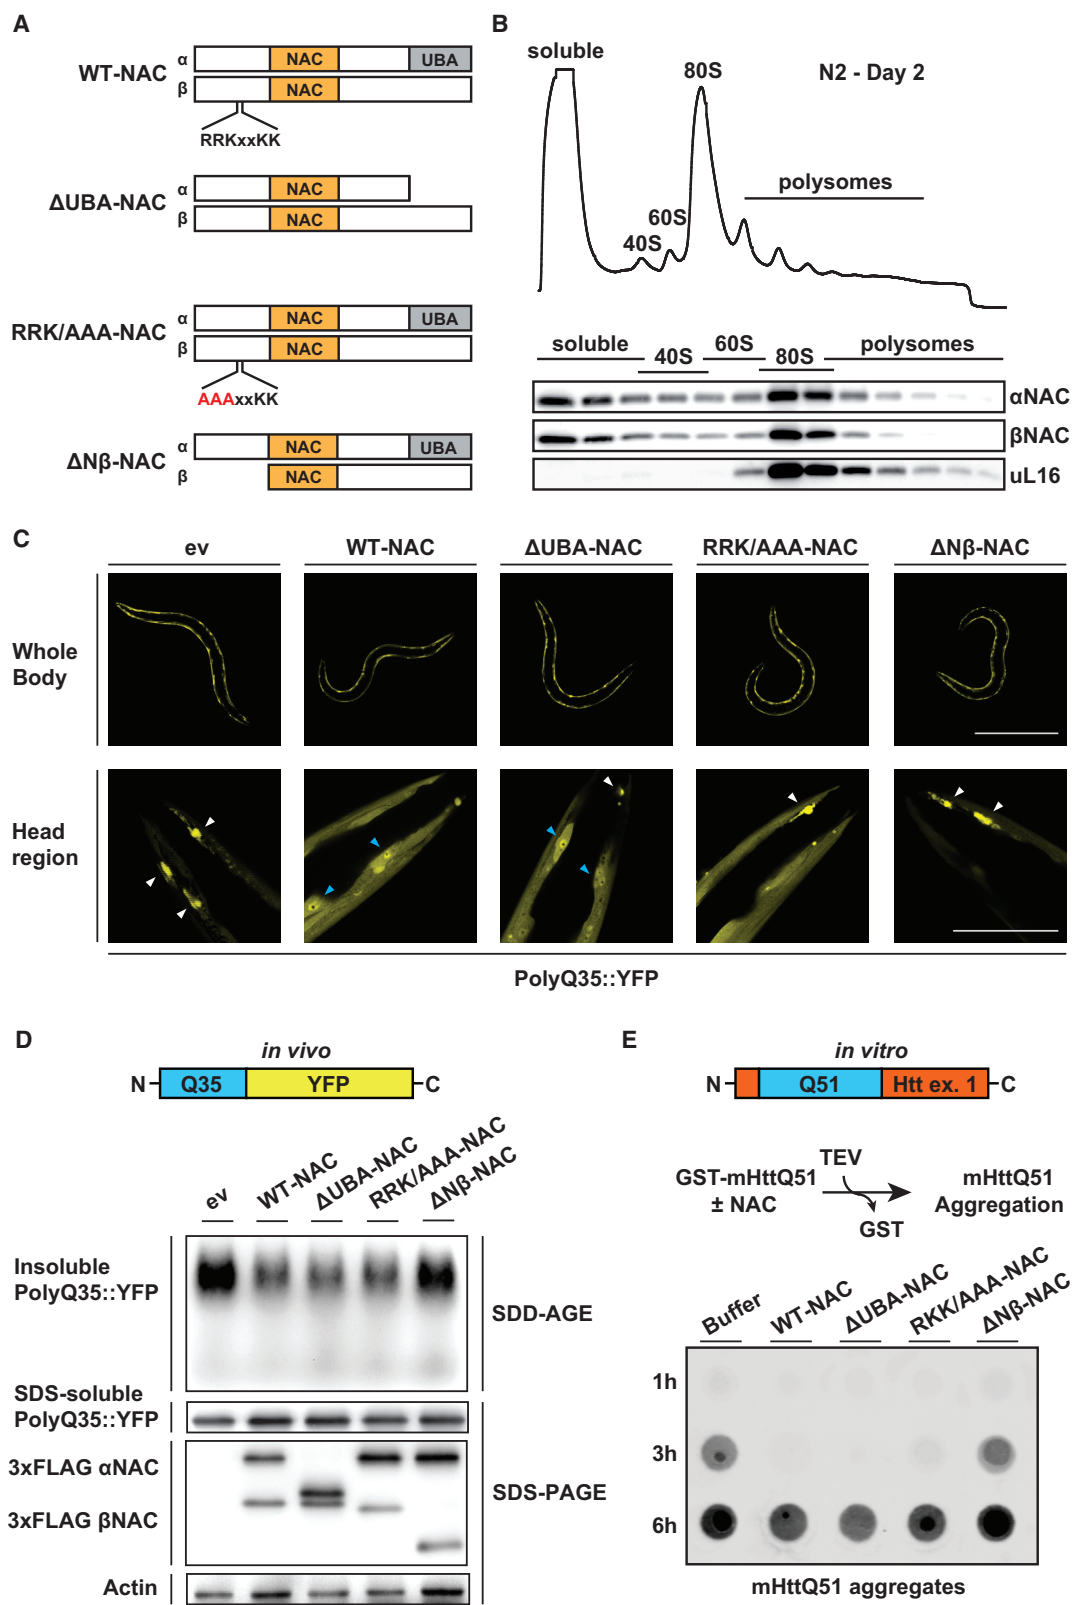 A
WT-NAC
α NAC UBA
β NAC
RRKxxKK
ΔUBA-NAC
α NAC
β NAC
RRK/AAA-NAC
α NAC UBA
β NAC
AAAxxKK
ΔNβ-NAC
α NAC UBA
β NAC
B
soluble
80S
N2 - Day 2
polysomes
60S
40S
soluble 40S 60S 80S polysomes
αNAC
βNAC
uL16
C
ev WT-NAC ΔUBA-NAC RRK/AAA-NAC ΔNβ-NAC
Whole
Body
Head
region
PolyQ35::YFP
D
in vivo
N Q35 YFP C
ev WT-NAC ΔUBA-NAC RRK/AAA-NAC ΔNβ-NAC
Insoluble
PolyQ35::YFP
SDD-AGE
SDS-soluble
PolyQ35::YFP
3xFLAG αNAC
3xFLAG βNAC
SDS-PAGE
Actin
E
in vitro
N Q51 Htt ex. 1 C
GST-mHttQ51
± NAC
TEV
GST
mHttQ51
Aggregation
Buffer WT-NAC ΔUBA-NAC RKK/AAA-NAC ΔNβ-NAC
1h
3h
6h
mHttQ51 aggregates